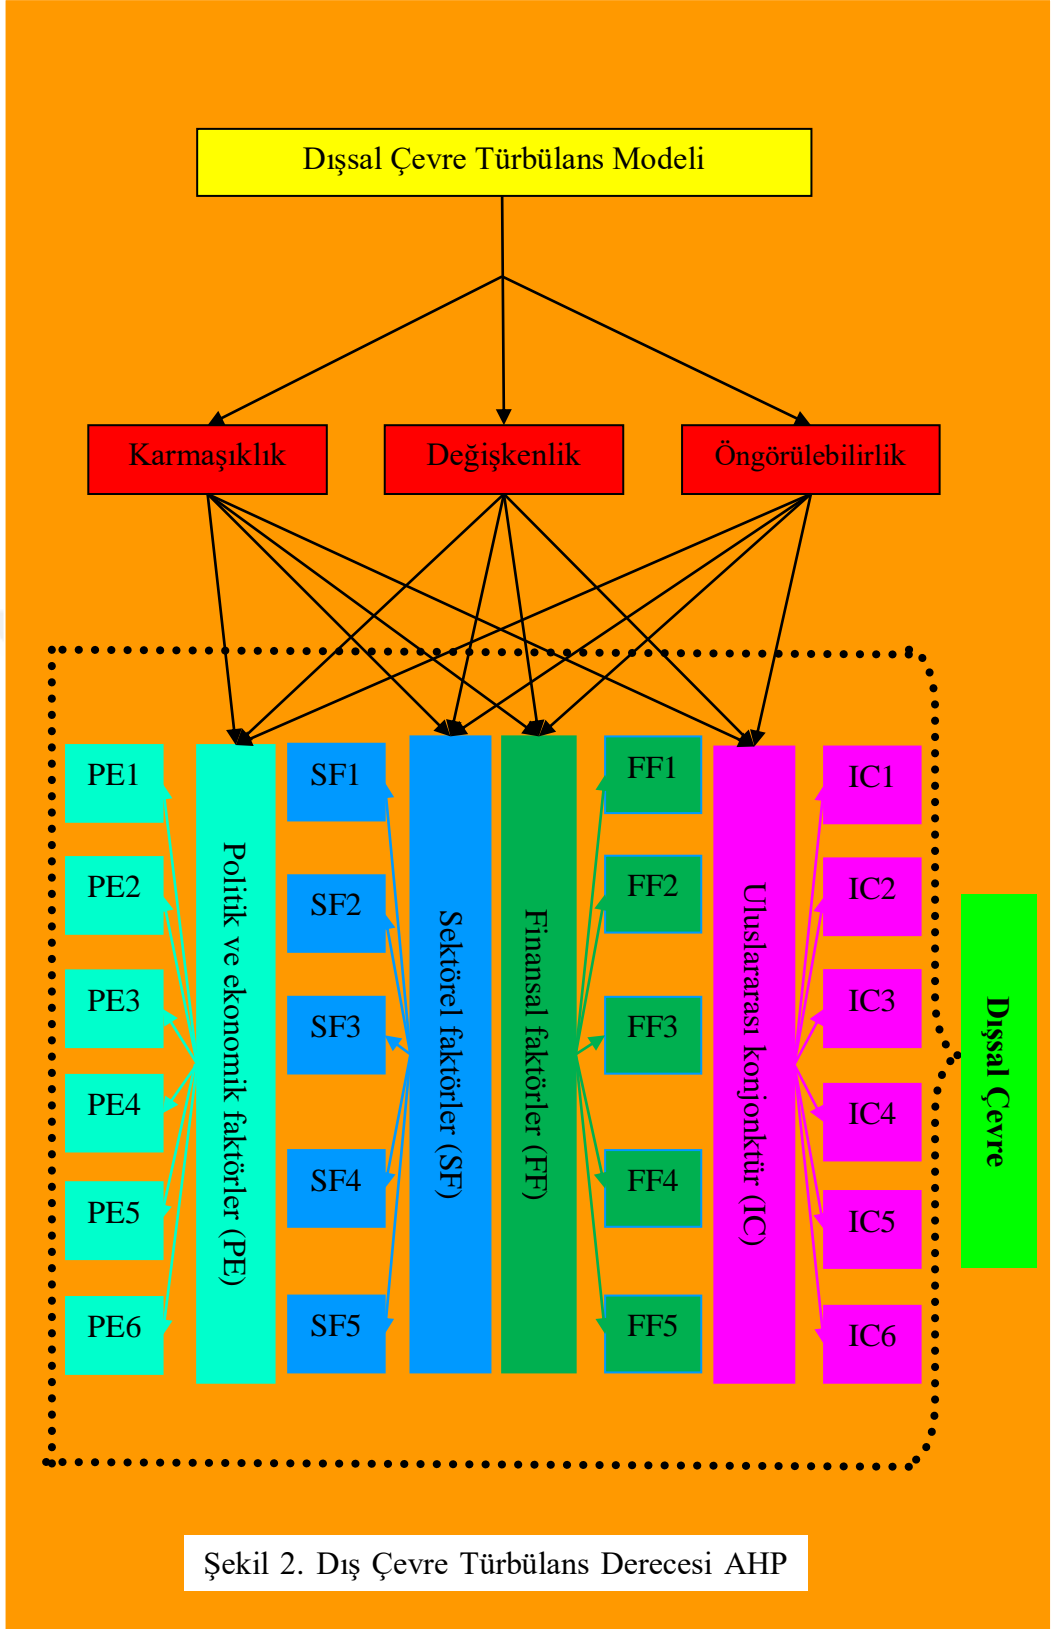 Dışsal Çevre Türbülans Modeli
Karmaşıklık
Değişkenlik
Öngörülebilirlik
PE1
PE2
PE3
PE4
PE5
PE6
Politik ve ekonomik faktörler (PE)
SF1
SF2
SF3
SF4
SF5
Sektörel faktörler (SF)
Finansal faktörler (FF)
FF1
FF2
FF3
FF4
FF5
Uluslararası konjonktür (IC)
IC1
IC2
IC3
IC4
IC5
IC6
Dışsal Çevre
Şekil 2. Dış Çevre Türbülans Derecesi AHP